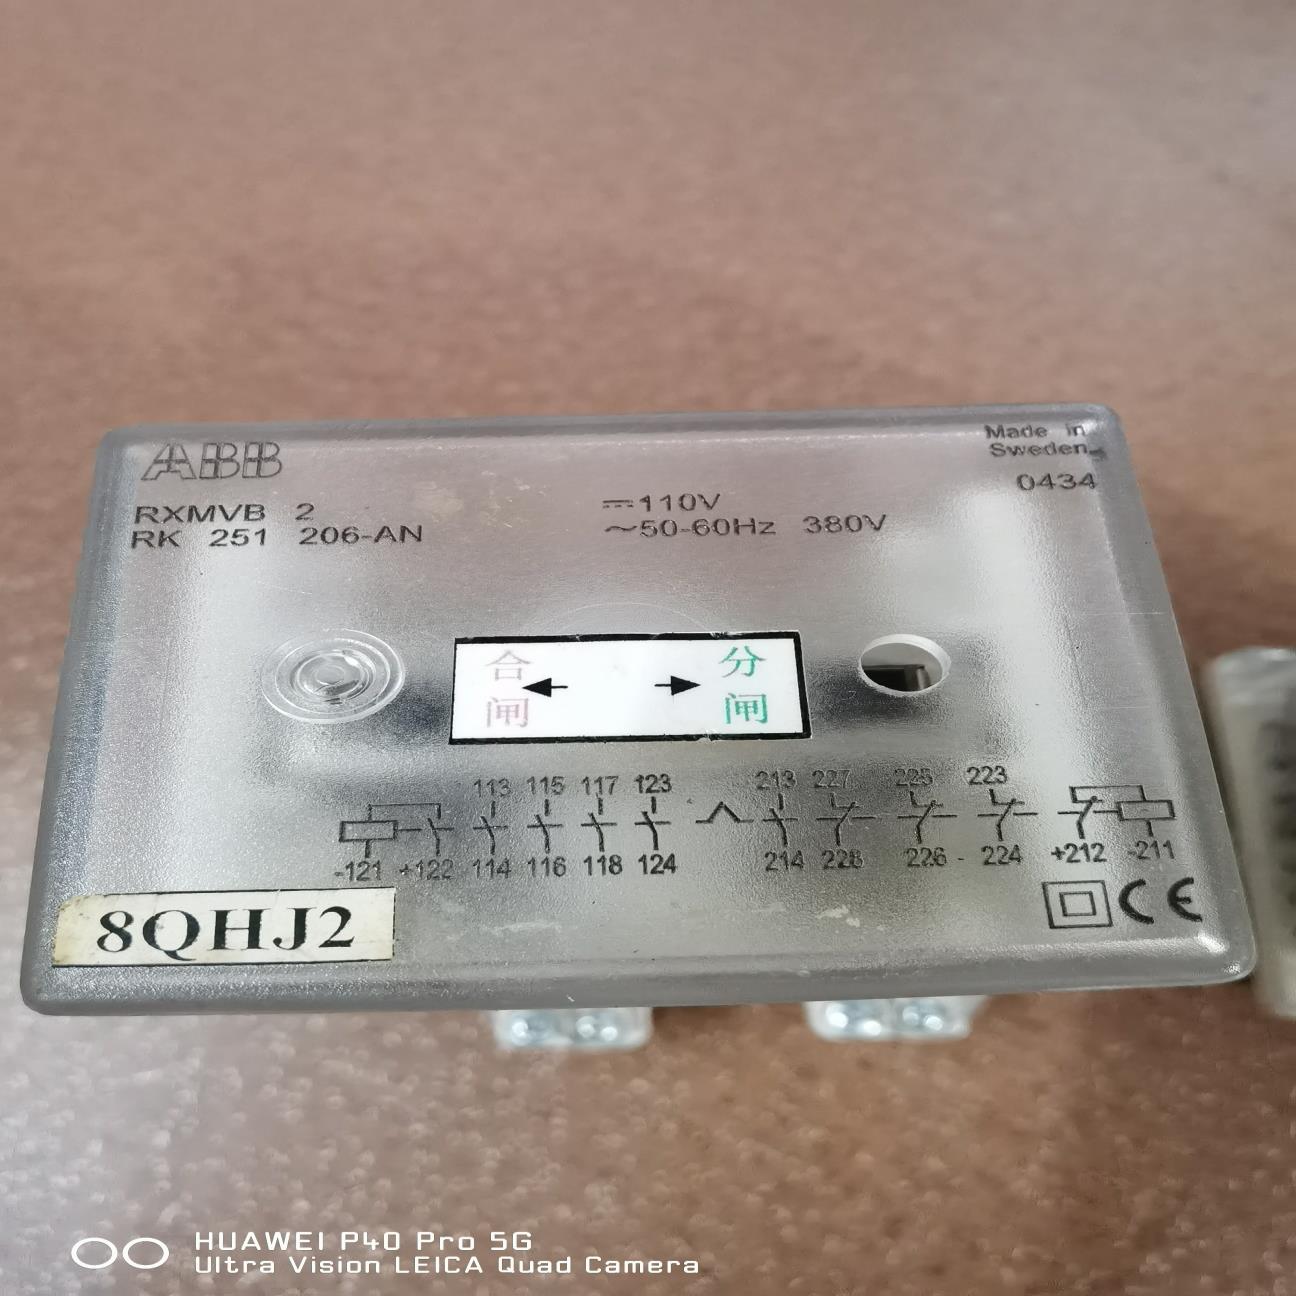 ABB
Made in
Sweden
0434
RXMVB 2
RK 251 206-AN
⎓110V
~50-60Hz 380V
合闸 ← → 分闸
113 115 117 123 213 227 225 223
-121 +122 114 116 118 124 214 228 226 - 224 +212 -211
CE
8QHJ2
HUAWEI P40 Pro 5G
Ultra Vision LEICA Quad Camera